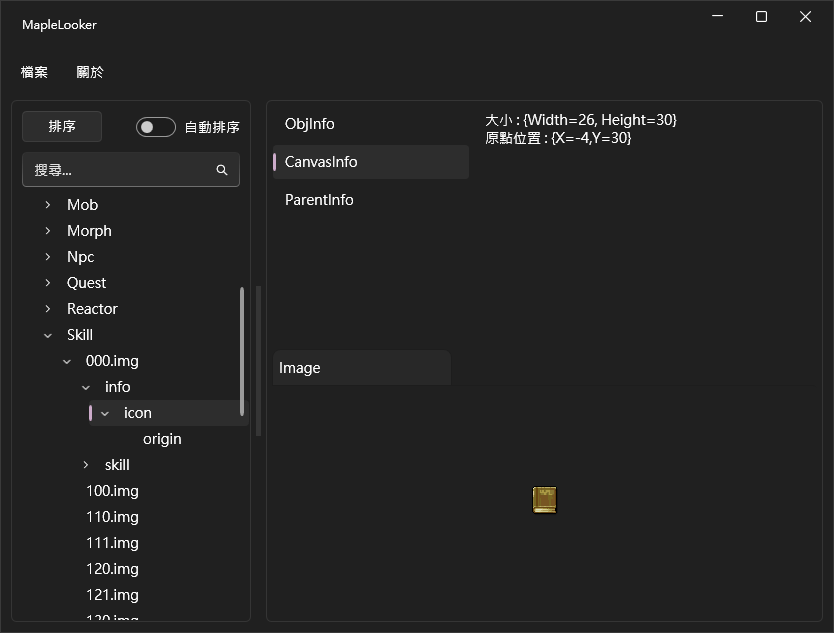 MapleLooker
檔案 關於
排序 自動排序
搜尋...
Mob
Morph
Npc
Quest
Reactor
Skill
000.img
info
icon
origin
skill
100.img
110.img
111.img
120.img
121.img
ObjInfo
CanvasInfo
ParentInfo
大小 : {Width=26, Height=30}
原點位置 : {X=-4,Y=30}
Image